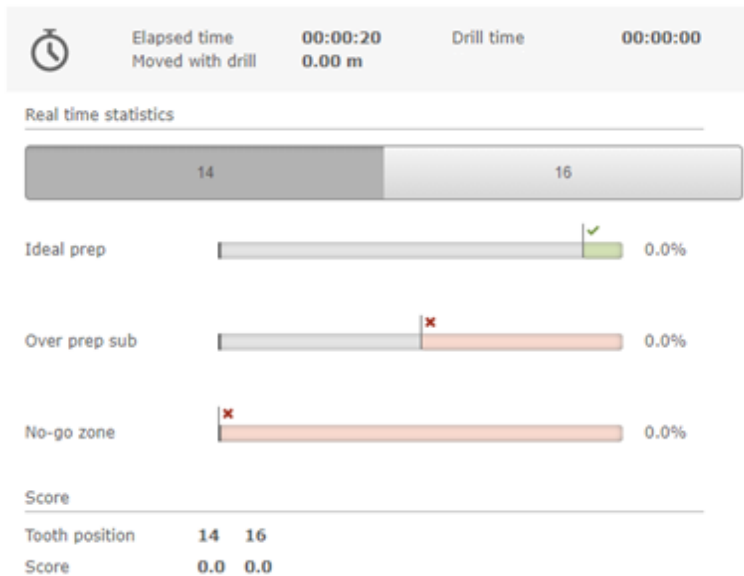 Elapsed time 00:00:20 Drill time 00:00:00
Moved with drill 0.00 m
Real time statistics
14 16
Ideal prep 0.0%
Over prep sub 0.0%
No-go zone 0.0%
Score
Tooth position 14 16
Score 0.0 0.0